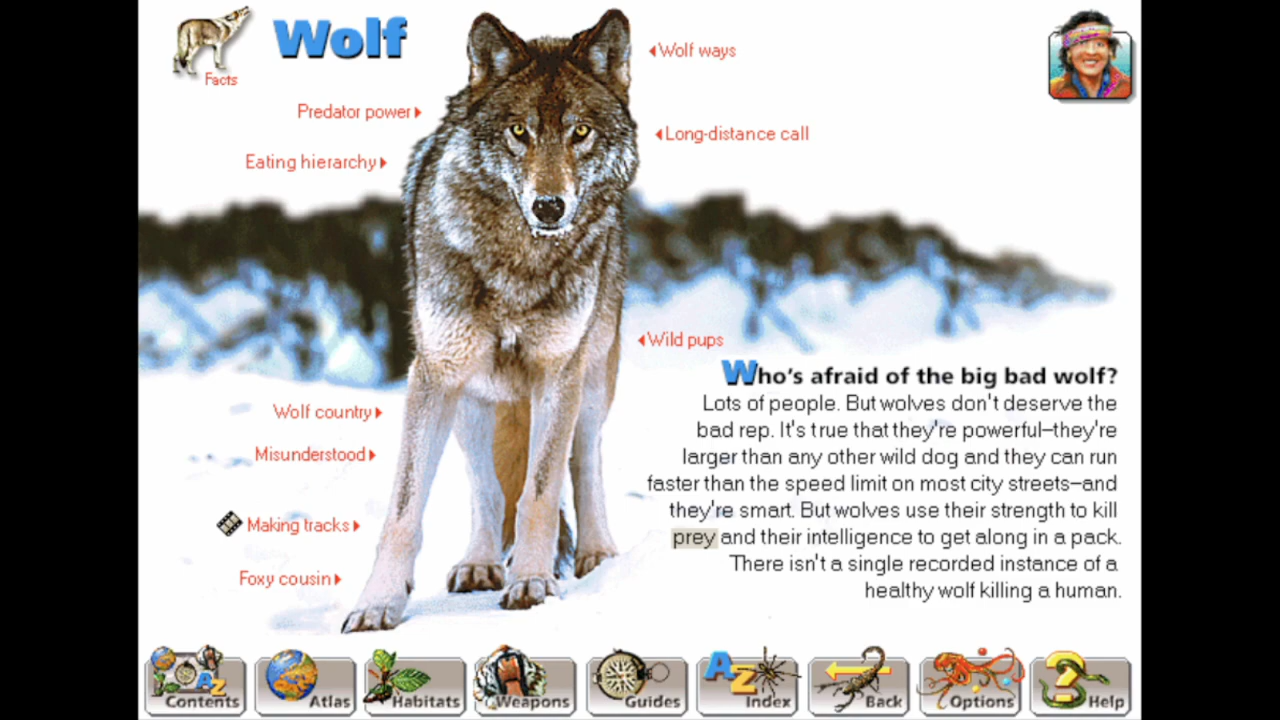 Wolf
Facts
Wolf ways
Predator power
Long-distance call
Eating hierarchy
Wild pups
Who's afraid of the big bad wolf?
Lots of people. But wolves don't deserve the
bad rep. It's true that they're powerful–they're
larger than any other wild dog and they can run
faster than the speed limit on most city streets–and
they're smart. But wolves use their strength to kill
prey and their intelligence to get along in a pack.
There isn't a single recorded instance of a
healthy wolf killing a human.
Wolf country
Misunderstood
Making tracks
Foxy cousin
Contents
Atlas
Habitats
Weapons
Guides
AZ
Index
Back
Options
?
Help